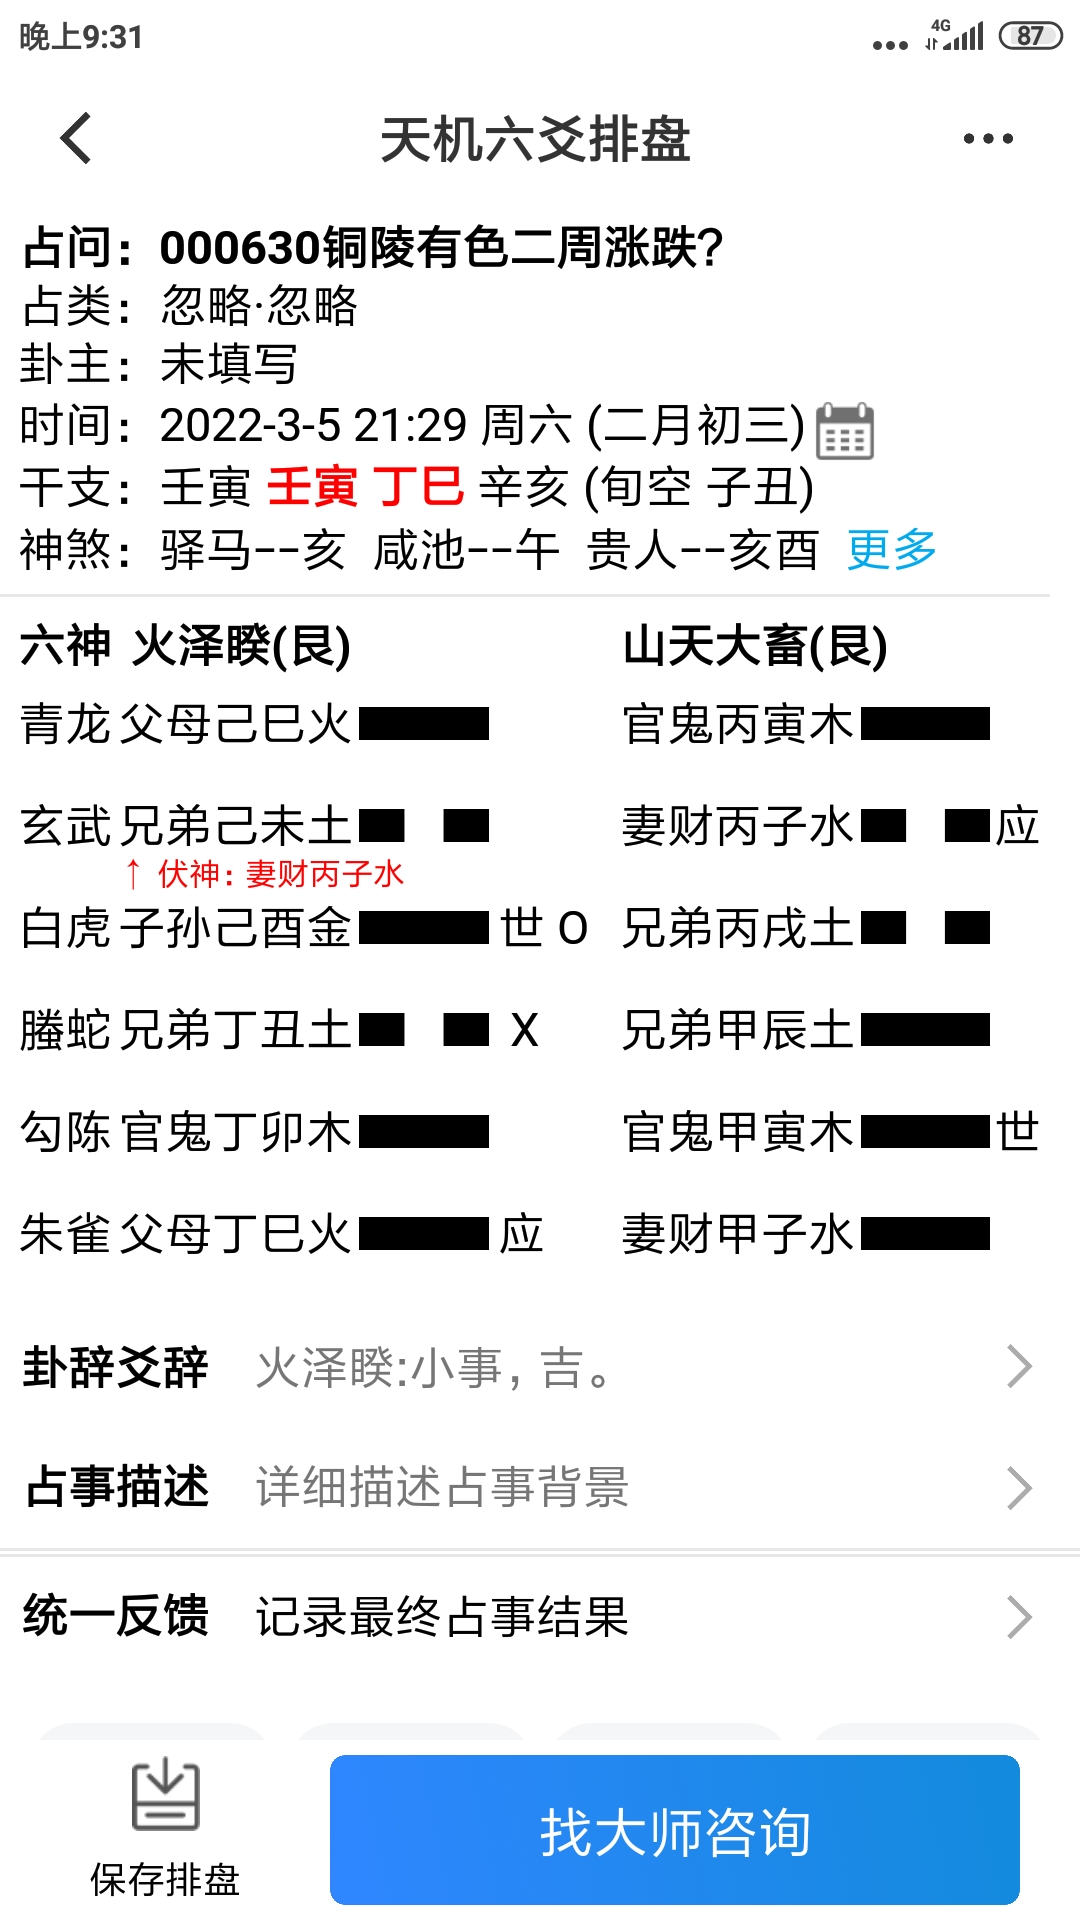 晚上9:31
4G
87
天机六爻排盘
占问：000630铜陵有色二周涨跌？
占类：忽略·忽略
卦主：未填写
时间：2022-3-5 21:29 周六 (二月初三)
干支：壬寅 壬寅 丁巳 辛亥 (旬空 子丑)
神煞：驿马--亥 咸池--午 贵人--亥酉 更多
六神 火泽睽(艮) 山天大畜(艮)
青龙 父母己巳火 官鬼丙寅木
玄武 兄弟己未土 妻财丙子水 应
↑ 伏神：妻财丙子水
白虎 子孙己酉金 世 O 兄弟丙戌土
螣蛇 兄弟丁丑土 X 兄弟甲辰土
勾陈 官鬼丁卯木 官鬼甲寅木 世
朱雀 父母丁巳火 应 妻财甲子水
卦辞爻辞 火泽睽:小事，吉。
占事描述 详细描述占事背景
统一反馈 记录最终占事结果
保存排盘
找大师咨询